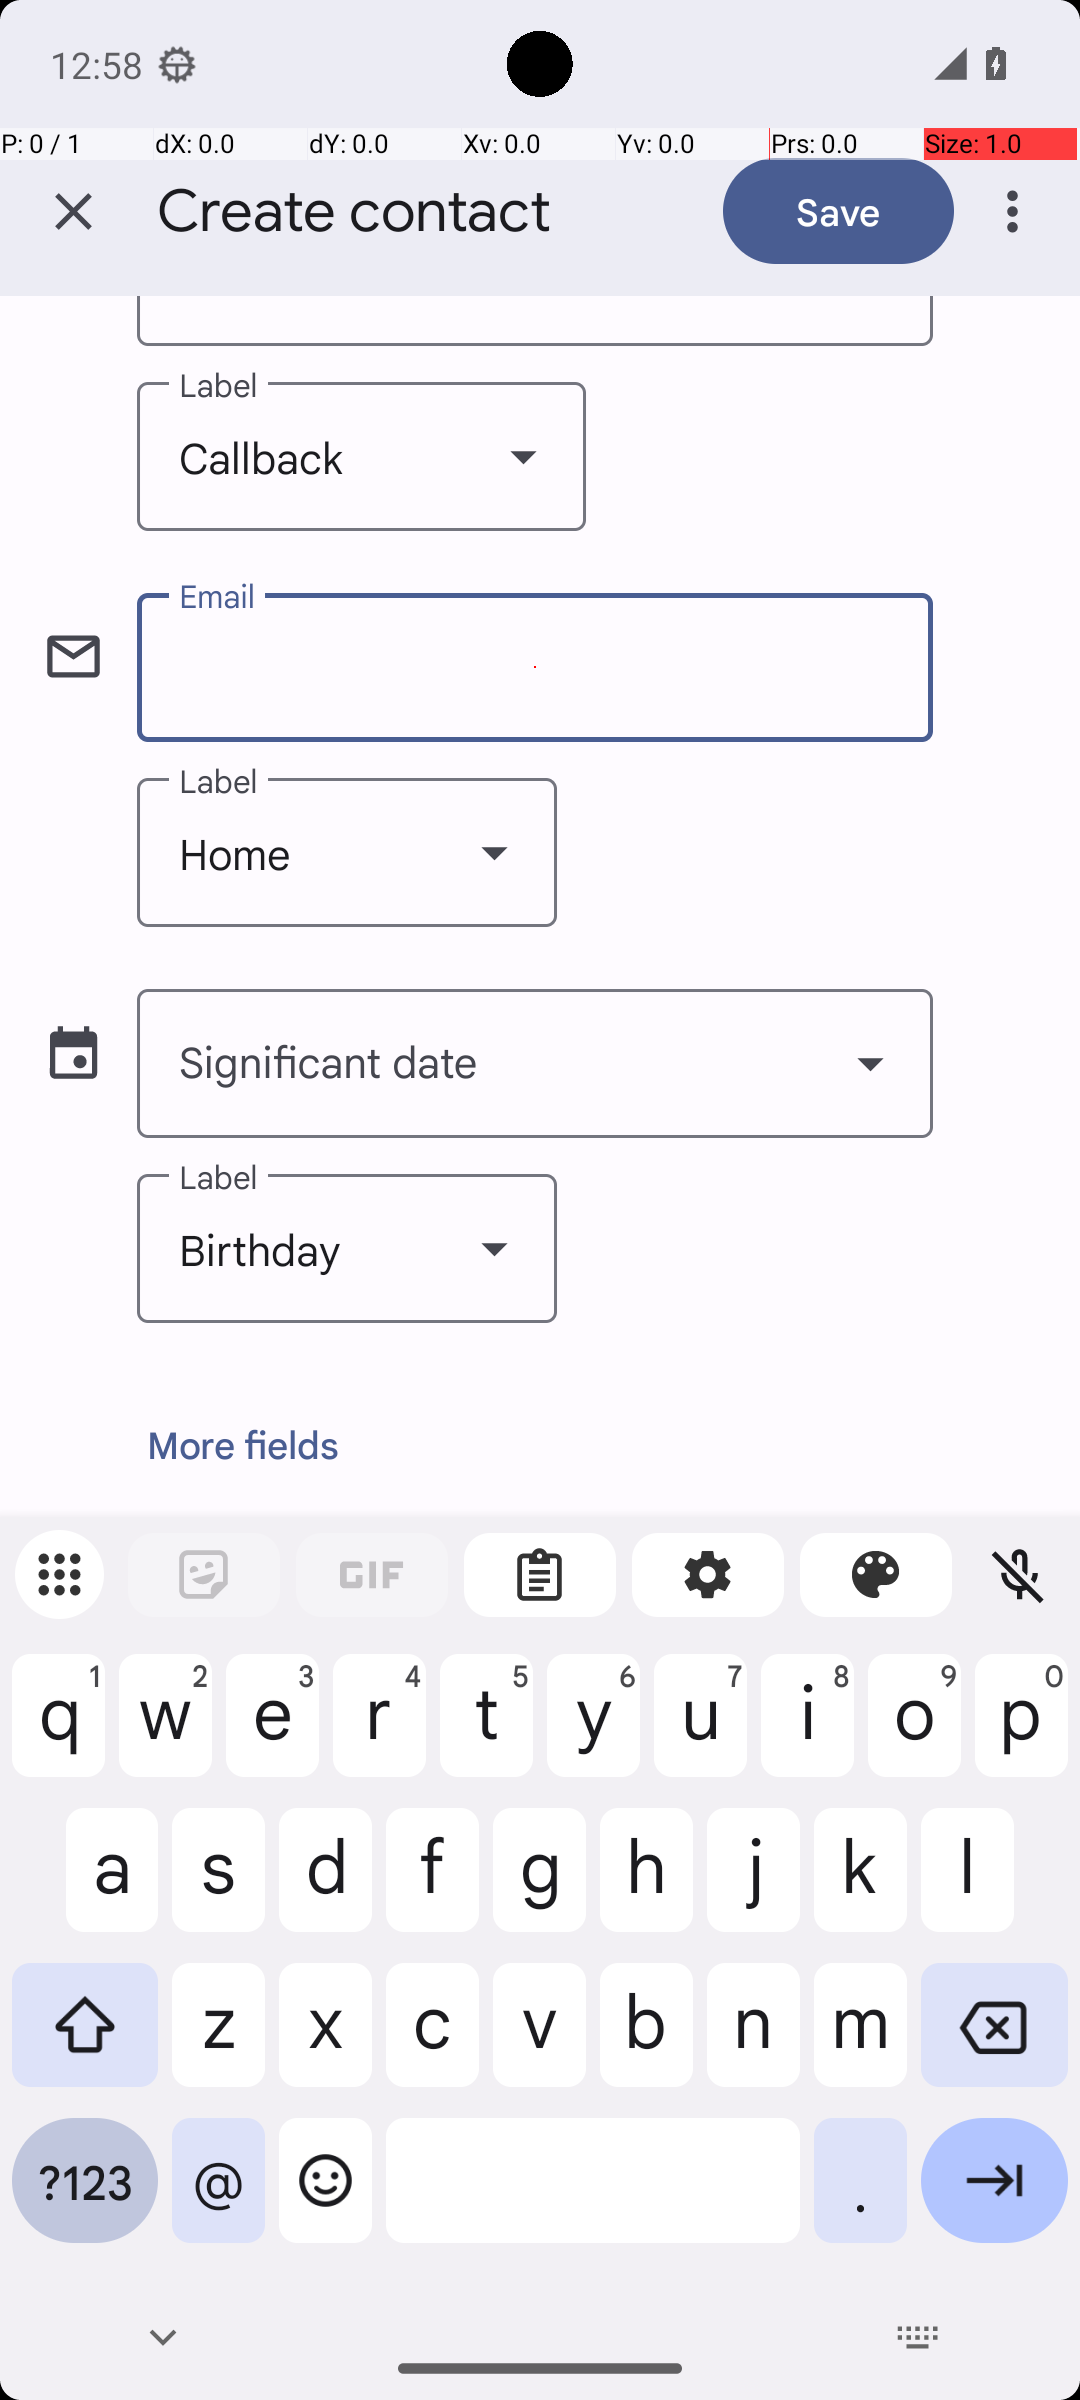 12:58
P: 0 / 1 dX: 0.0 dY: 0.0 Xv: 0.0 Yv: 0.0 Prs: 0.0 Size: 1.0
Create contact Save
Label
Callback
Email
Label
Home
Significant date
Label
Birthday
More fields
GIF
q 1 w 2 e 3 r 4 t 5 y 6 u 7 i 8 o 9 p 0
a s d f g h j k l
z x c v b n m
?123 @ .